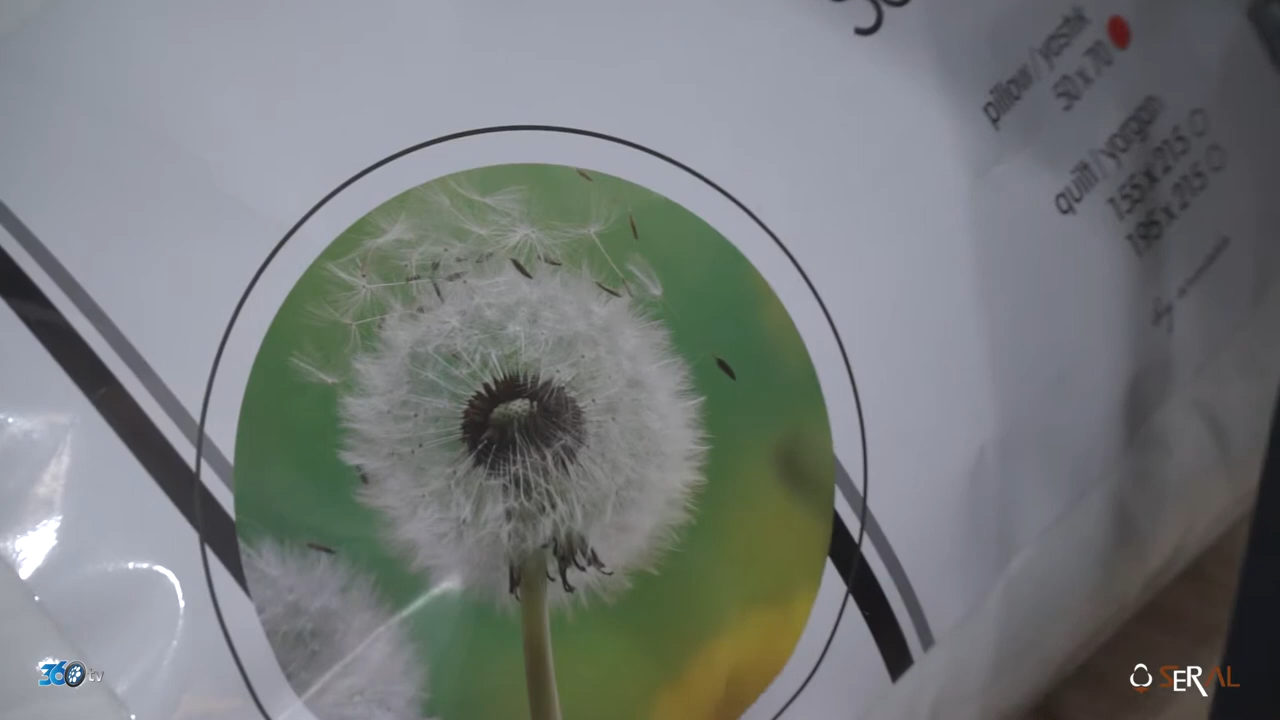 pillow / yastık
50 x 70
quilt / yorgan
155 x 215
195 x 215
360tv
SERAL